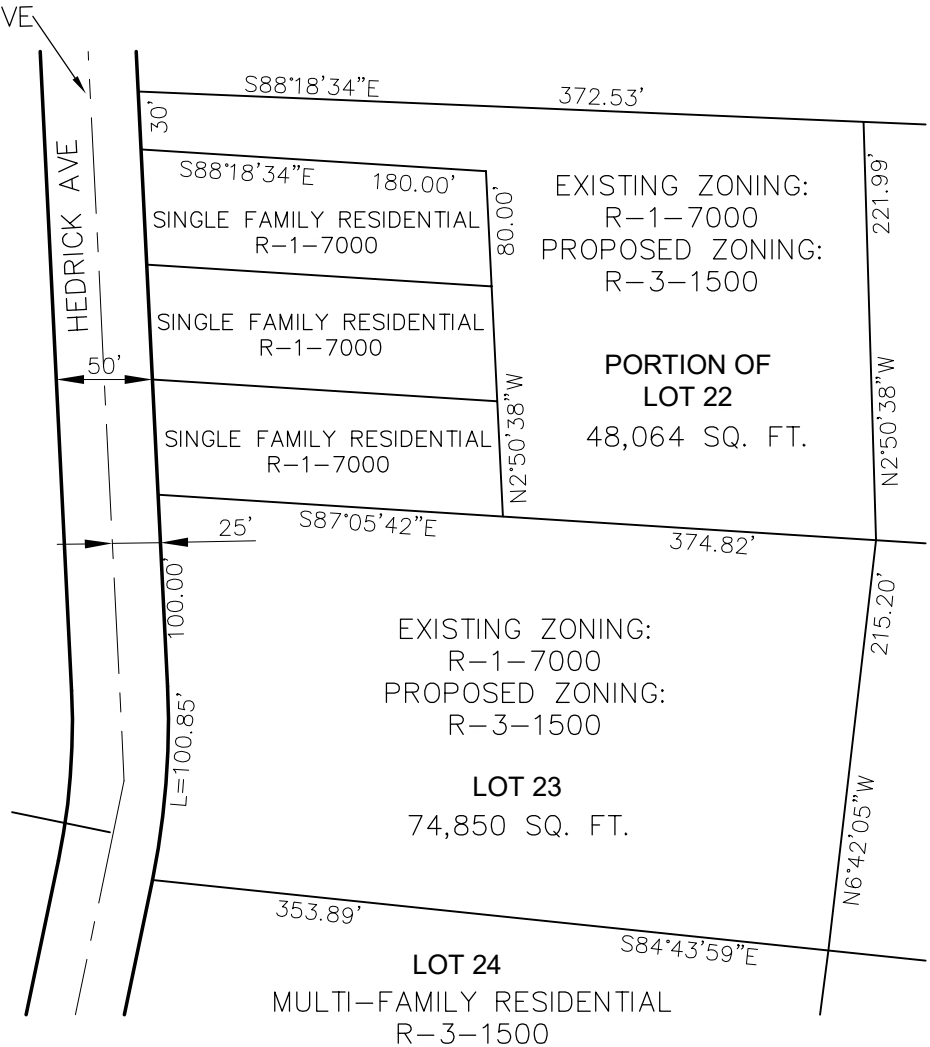 VE
S88°18'34"E
372.53'
30'
HEDRICK AVE
S88°18'34"E
180.00'
80.00'
221.99'
EXISTING ZONING:
R-1-7000
PROPOSED ZONING:
R-3-1500
SINGLE FAMILY RESIDENTIAL
R-1-7000
SINGLE FAMILY RESIDENTIAL
R-1-7000
50'
PORTION OF
LOT 22
48,064 SQ. FT.
N2°50'38"W
N2°50'38"W
SINGLE FAMILY RESIDENTIAL
R-1-7000
S87°05'42"E
374.82'
25'
100.00'
215.20'
EXISTING ZONING:
R-1-7000
PROPOSED ZONING:
R-3-1500
L=100.85'
LOT 23
74,850 SQ. FT.
N6°42'05"W
353.89'
S84°43'59"E
LOT 24
MULTI-FAMILY RESIDENTIAL
R-3-1500